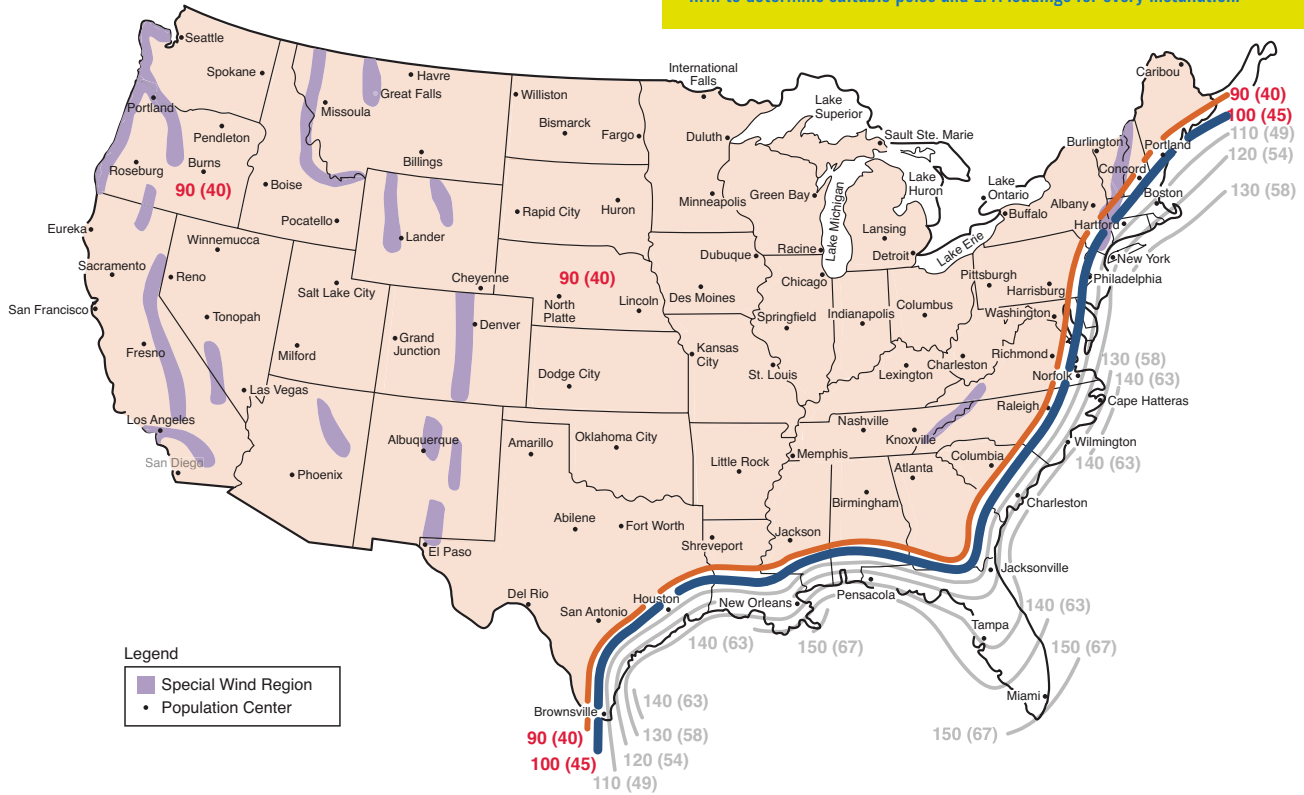 Seattle
Spokane
Havre
Great Falls
Missoula
Portland
Pendleton
Williston
Bismarck
Fargo
International
Falls
Duluth
Lake
Superior
Sault Ste. Marie
Caribou
90 (40)
100 (45)
110 (49)
120 (54)
130 (58)
Burlington
Portland
Concord
Boston
Albany
Hartford
Roseburg
Burns
90 (40)
Boise
Billings
Pocatello
Lander
Rapid City
Huron
Minneapolis
Green Bay
Lake Michigan
Lake
Huron
Lake
Ontario
Buffalo
Lansing
Detroit
Lake Erie
New York
Philadelphia
Eureka
Winnemucca
Sacramento
Reno
Salt Lake City
Cheyenne
90 (40)
North
Platte
Lincoln
Des Moines
Dubuque
Racine
Chicago
Pittsburgh
Harrisburg
Washington
San Francisco
Tonopah
Fresno
Milford
Grand
Junction
Denver
Dodge City
Kansas
City
Springfield
St. Louis
Indianapolis
Columbus
Lexington
Charleston
Richmond
Norfolk
130 (58)
140 (63)
Cape Hatteras
Las Vegas
Los Angeles
San Diego
Phoenix
Albuquerque
Amarillo
Oklahoma City
Little Rock
Memphis
Nashville
Knoxville
Raleigh
Wilmington
140 (63)
Columbia
Atlanta
Birmingham
Charleston
El Paso
Abilene
Fort Worth
Shreveport
Jackson
Jacksonville
Del Rio
San Antonio
Houston
New Orleans
Pensacola
140 (63)
150 (67)
Tampa
140 (63)
150 (67)
Miami
150 (67)
Brownsville
140 (63)
130 (58)
120 (54)
110 (49)
90 (40)
100 (45)
Legend
Special Wind Region
Population Center